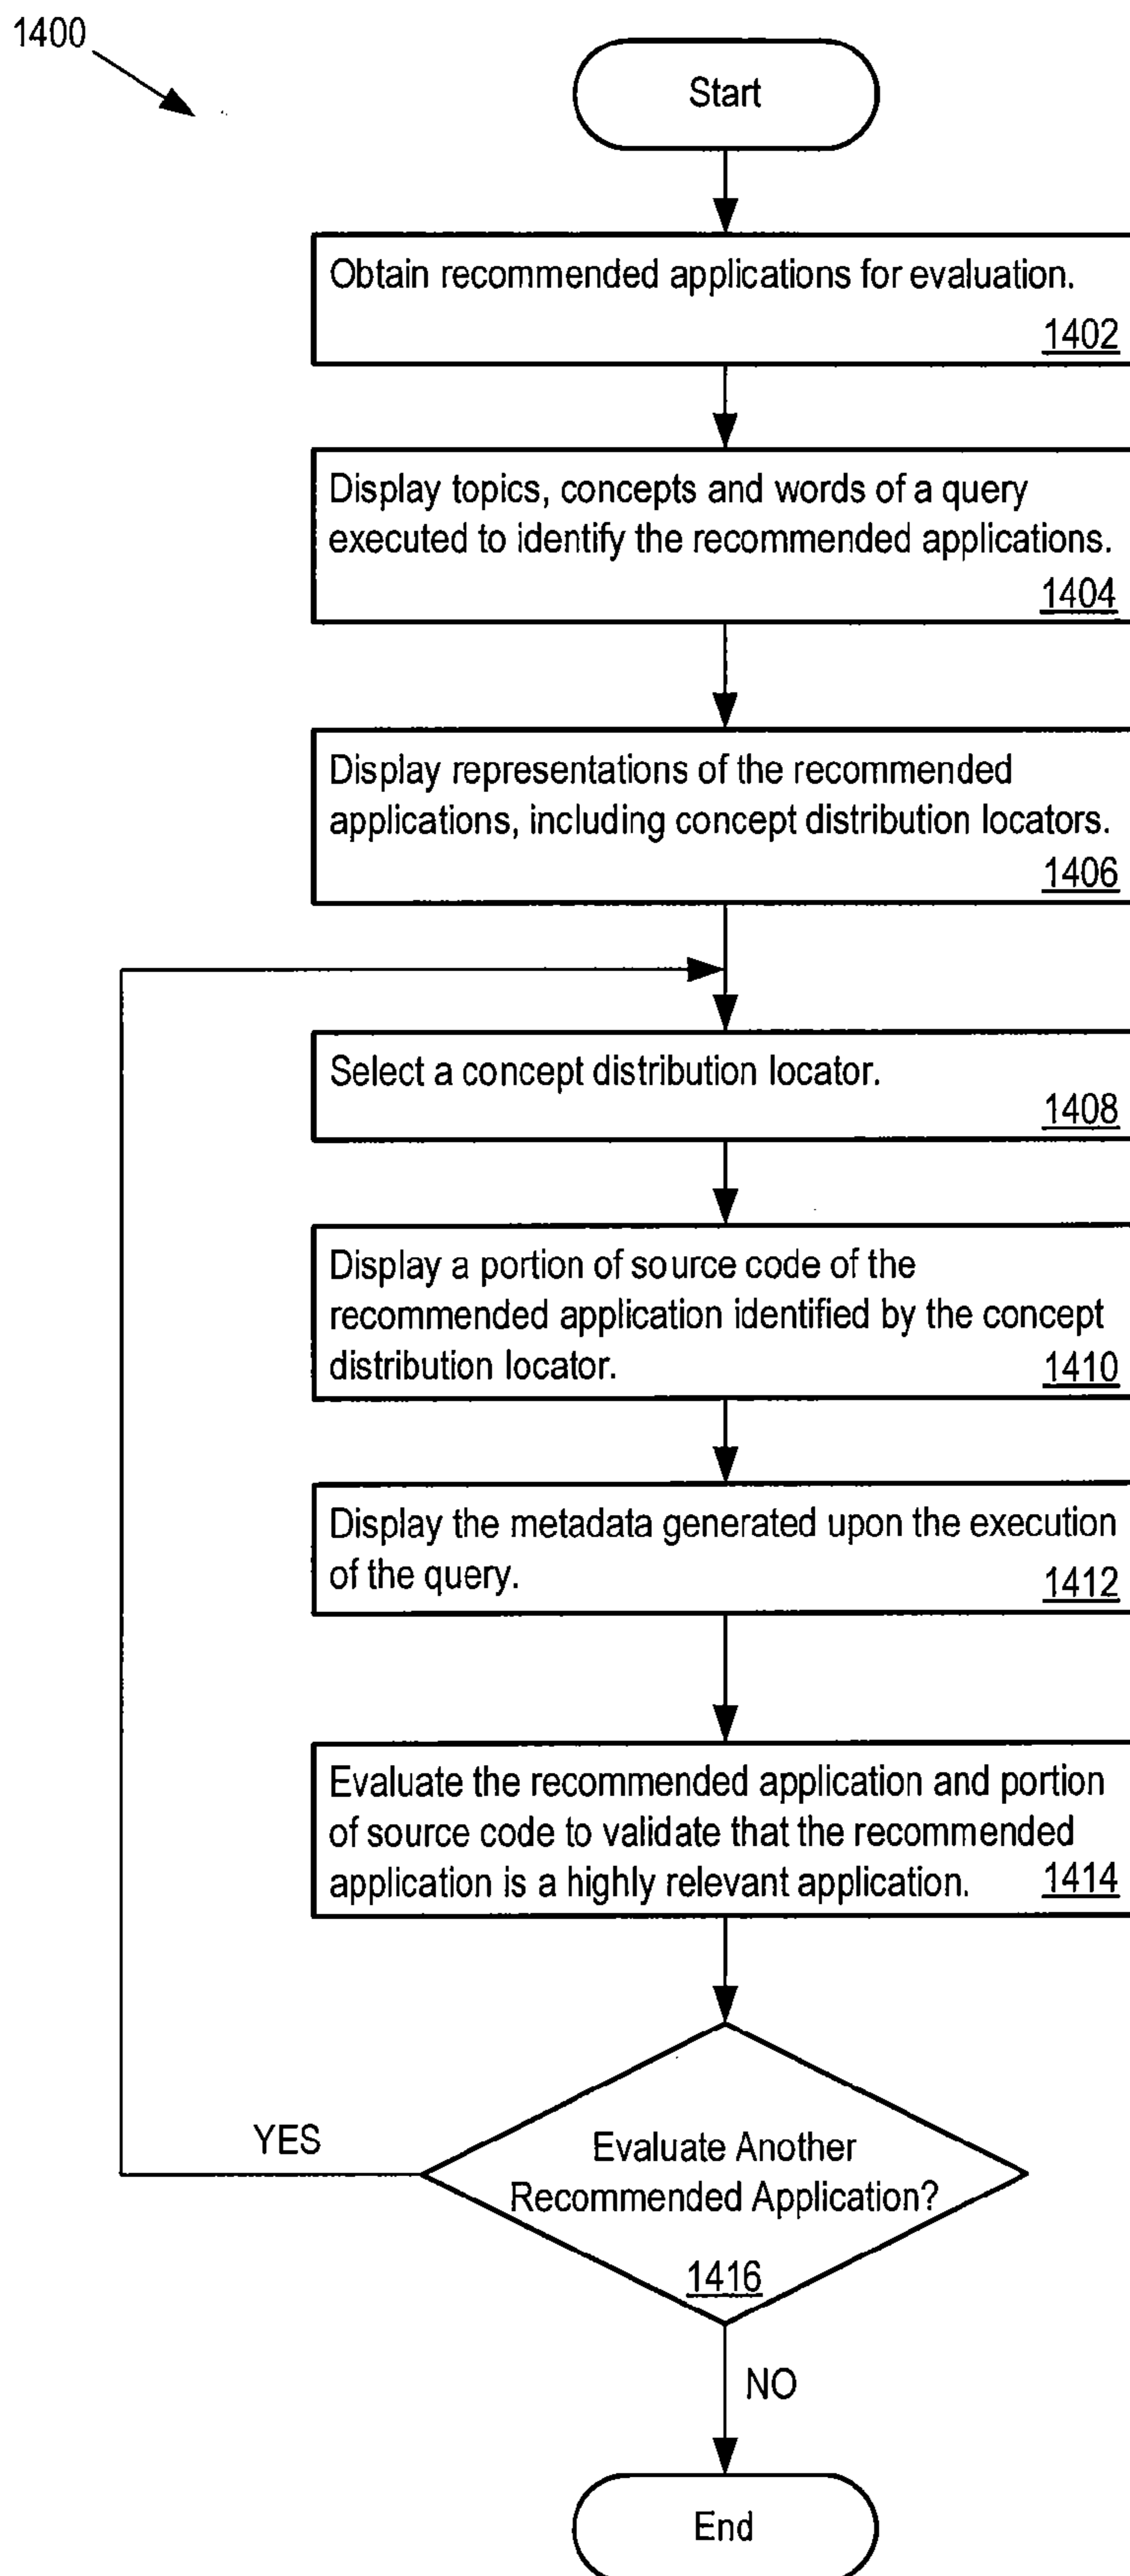 1400
Start
Obtain recommended applications for evaluation.
1402
Display topics, concepts and words of a query
executed to identify the recommended applications.
1404
Display representations of the recommended
applications, including concept distribution locators.
1406
Select a concept distribution locator.
1408
Display a portion of source code of the
recommended application identified by the concept
distribution locator.
1410
Display the metadata generated upon the execution
of the query.
1412
Evaluate the recommended application and portion
of source code to validate that the recommended
application is a highly relevant application.
1414
YES
Evaluate Another
Recommended Application?
1416
NO
End